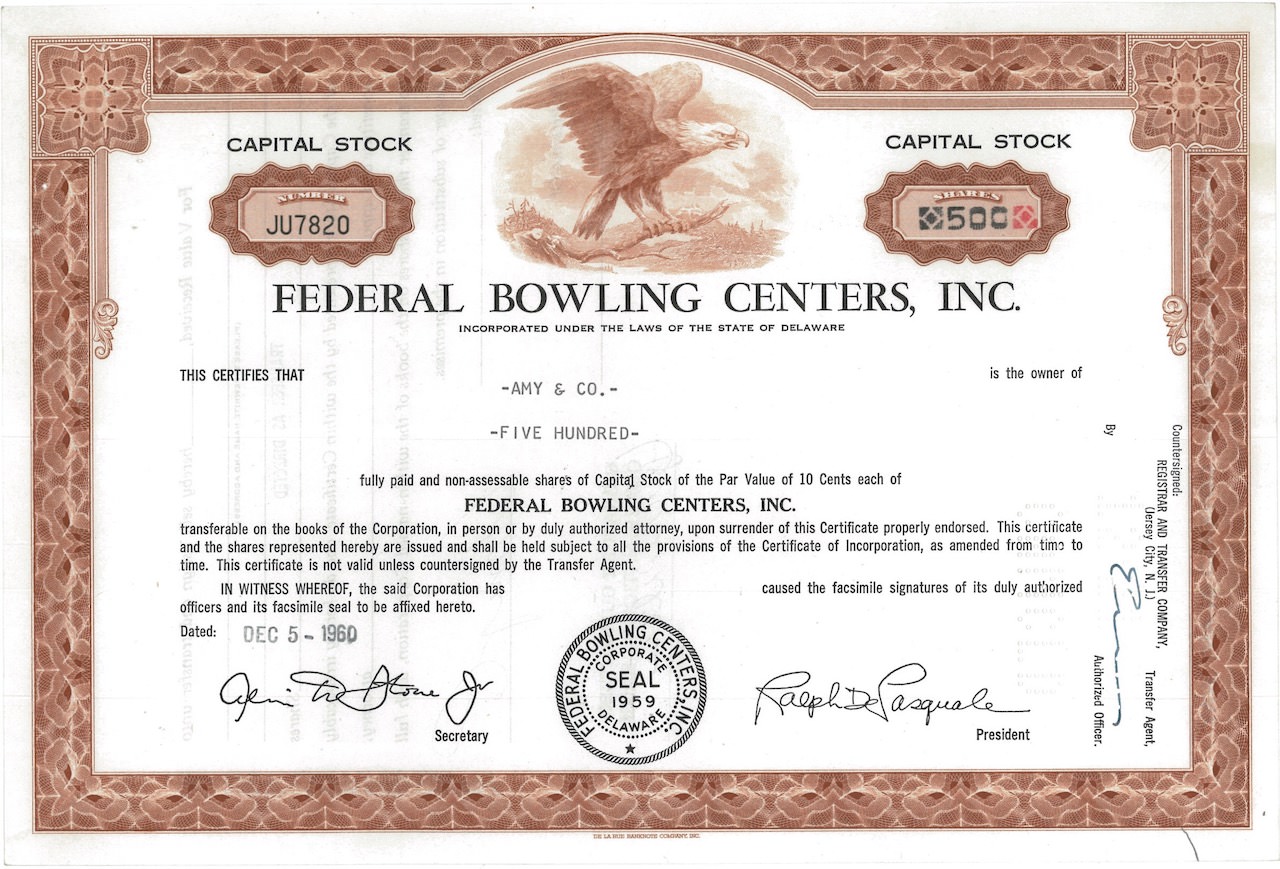 CAPITAL STOCK
CAPITAL STOCK
NUMBER
JU7820
SHARES
500
FEDERAL BOWLING CENTERS, INC.
INCORPORATED UNDER THE LAWS OF THE STATE OF DELAWARE
THIS CERTIFIES THAT
-AMY & CO.-
is the owner of
-FIVE HUNDRED-
fully paid and non-assessable shares of Capital Stock of the Par Value of 10 Cents each of
FEDERAL BOWLING CENTERS, INC.
transferable on the books of the Corporation, in person or by duly authorized attorney, upon surrender of this Certificate properly endorsed. This certificate
and the shares represented hereby are issued and shall be held subject to all the provisions of the Certificate of Incorporation, as amended from time to
time. This certificate is not valid unless countersigned by the Transfer Agent.
IN WITNESS WHEREOF, the said Corporation has caused the facsimile signatures of its duly authorized
officers and its facsimile seal to be affixed hereto.
Dated: DEC 5 - 1960
Secretary
FEDERAL BOWLING CENTERS, INC.
CORPORATE
SEAL
1959
DELAWARE
Ralph De Pasquale
President
Countersigned:
REGISTRAR AND TRANSFER COMPANY,
(Jersey City, N. J.) Transfer Agent,
By
Authorized Officer.
DE LA RUE BANKNOTE COMPANY, INC.